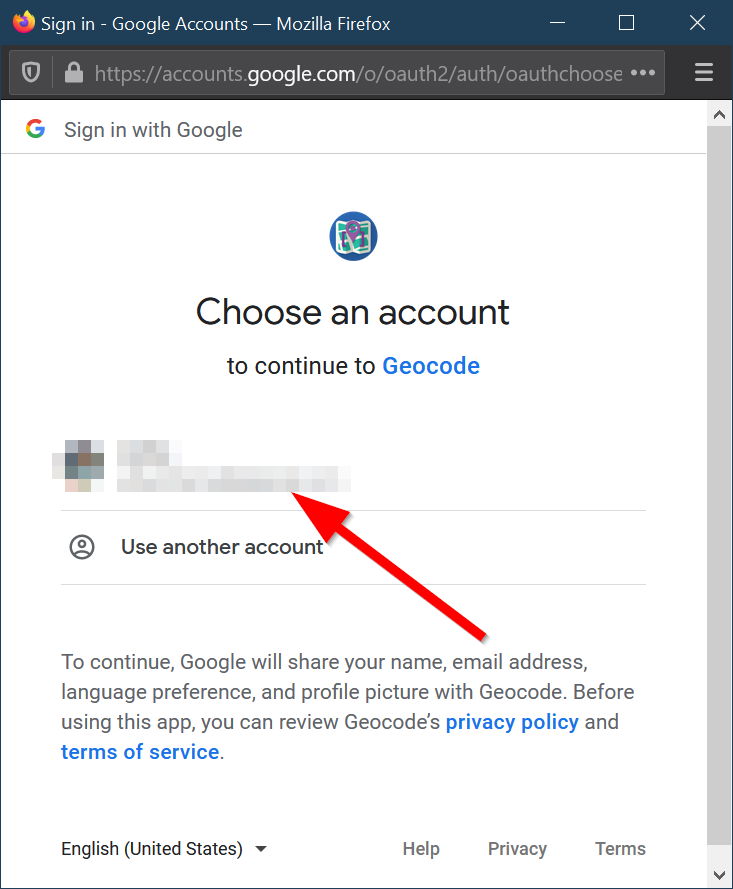 Sign in - Google Accounts — Mozilla Firefox
https://accounts.google.com/o/oauth2/auth/oauthchoose
Sign in with Google
Choose an account
to continue to Geocode
Use another account
To continue, Google will share your name, email address,
language preference, and profile picture with Geocode. Before
using this app, you can review Geocode’s privacy policy and
terms of service.
English (United States) Help Privacy Terms